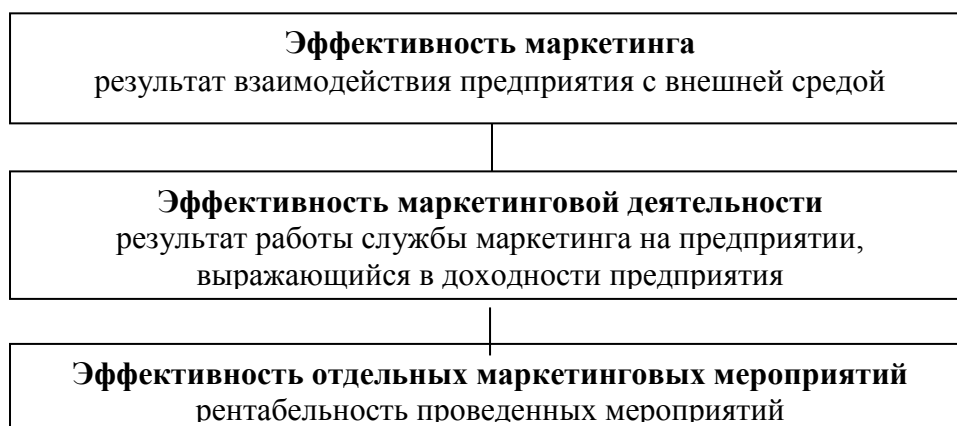 Эффективность маркетинга
результат взаимодействия предприятия с внешней средой
Эффективность маркетинговой деятельности
результат работы службы маркетинга на предприятии,
выражающийся в доходности предприятия
Эффективность отдельных маркетинговых мероприятий
рентабельность проведенных мероприятий